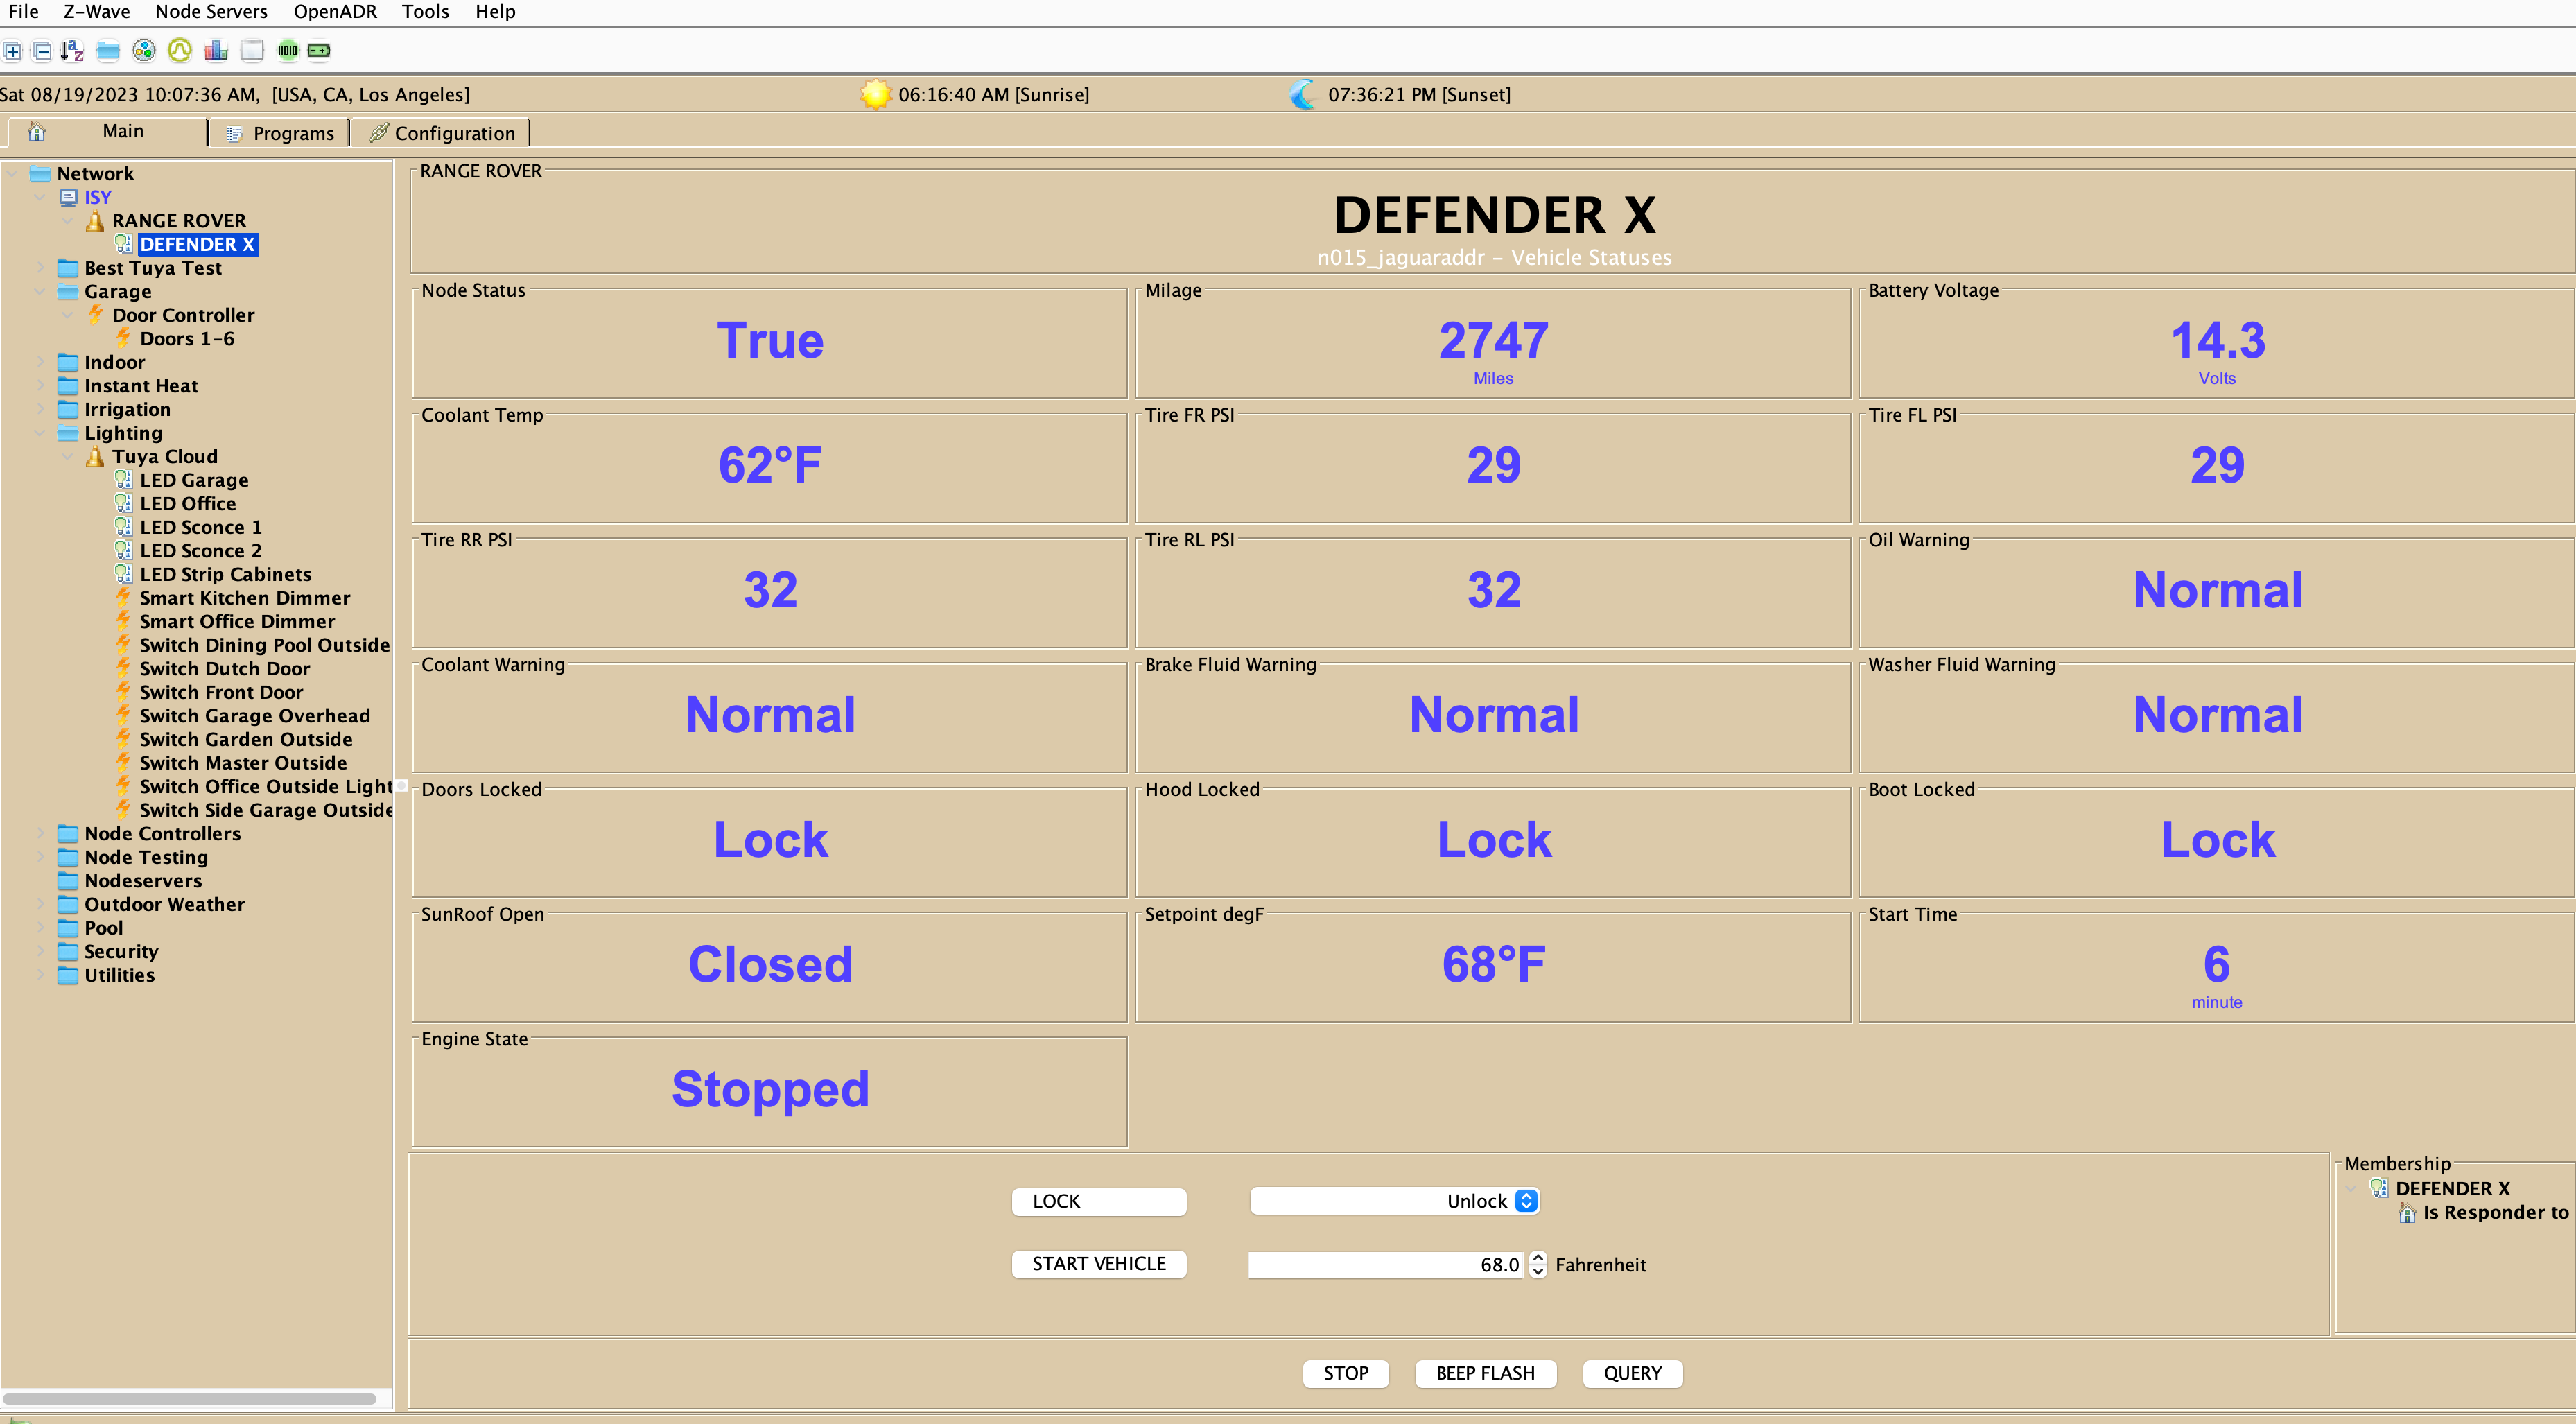 File Z-Wave Node Servers OpenADR Tools Help
Sat 08/19/2023 10:07:36 AM, [USA, CA, Los Angeles] 06:16:40 AM [Sunrise] 07:36:21 PM [Sunset]
Main Programs Configuration
Network
ISY
RANGE ROVER
DEFENDER X
Best Tuya Test
Garage
Door Controller
Doors 1-6
Indoor
Instant Heat
Irrigation
Lighting
Tuya Cloud
LED Garage
LED Office
LED Sconce 1
LED Sconce 2
LED Strip Cabinets
Smart Kitchen Dimmer
Smart Office Dimmer
Switch Dining Pool Outside
Switch Dutch Door
Switch Front Door
Switch Garage Overhead
Switch Garden Outside
Switch Master Outside
Switch Office Outside Light
Switch Side Garage Outside
Node Controllers
Node Testing
Nodeservers
Outdoor Weather
Pool
Security
Utilities
RANGE ROVER
DEFENDER X
n015_jaguaraddr - Vehicle Statuses
Node Status Milage Battery Voltage
True 2747 14.3
Miles Volts
Coolant Temp Tire FR PSI Tire FL PSI
62°F 29 29
Tire RR PSI Tire RL PSI Oil Warning
32 32 Normal
Coolant Warning Brake Fluid Warning Washer Fluid Warning
Normal Normal Normal
Doors Locked Hood Locked Boot Locked
Lock Lock Lock
SunRoof Open Setpoint degF Start Time
Closed 68°F 6
minute
Engine State
Stopped
LOCK Unlock
START VEHICLE 68.0 Fahrenheit
Membership
DEFENDER X
Is Responder to
STOP BEEP FLASH QUERY